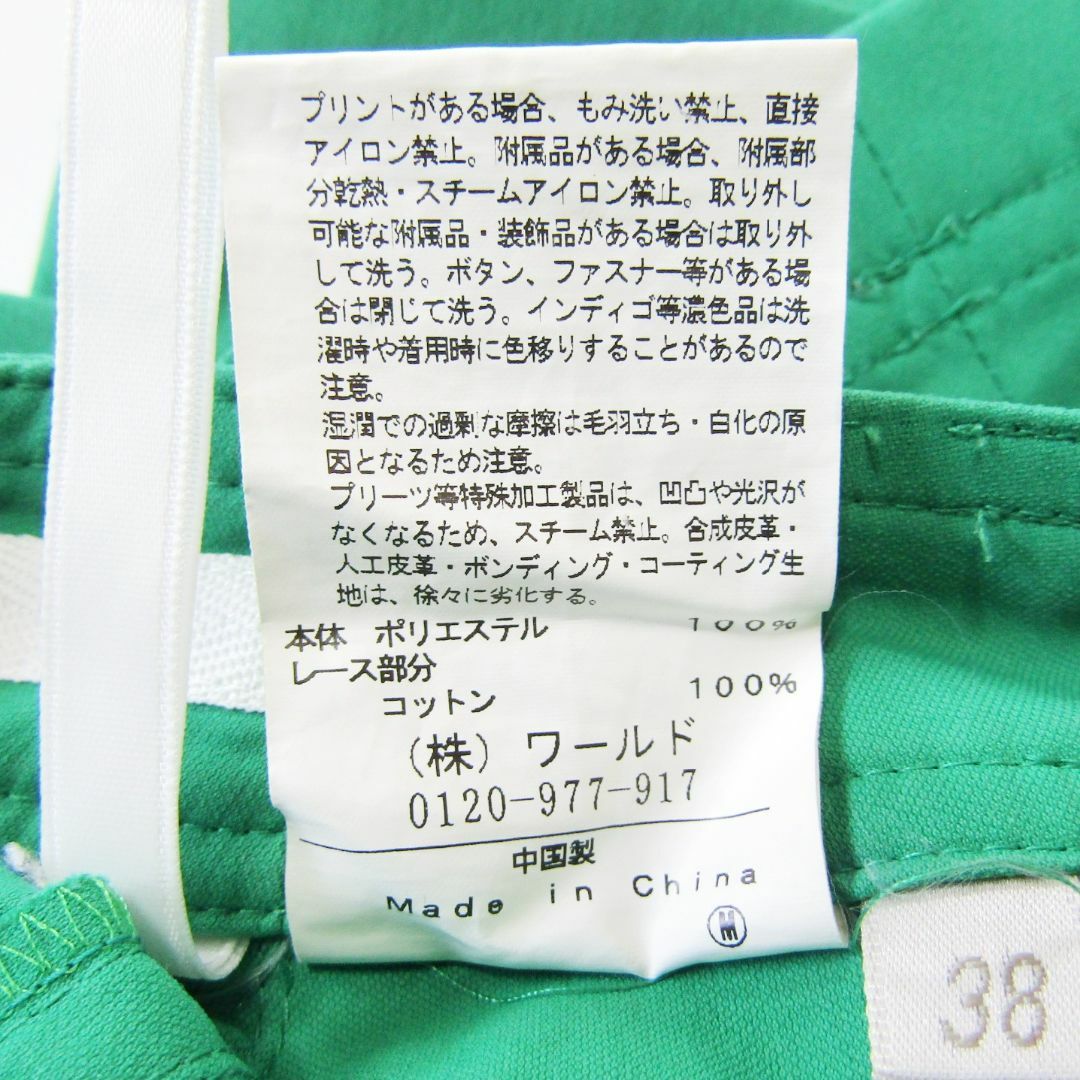 プリントがある場合、もみ洗い禁止、直接
アイロン禁止。附属品がある場合、附属部
分乾熱・スチームアイロン禁止。取り外し
可能な附属品・装飾品がある場合は取り外
して洗う。ボタン、ファスナー等がある場
合は閉じて洗う。インディゴ等濃色品は洗
濯時や着用時に色移りすることがあるので
注意。
湿潤での過剰な摩擦は毛羽立ち・白化の原
因となるため注意。
プリーツ等特殊加工製品は、凹凸や光沢が
なくなるため、スチーム禁止。合成皮革・
人工皮革・ボンディング・コーティング生
地は、徐々に劣化する。
本体 ポリエステル 100%
レース部分
コットン 100%
(株) ワールド
0120-977-917
中国製
Made in China
M
38